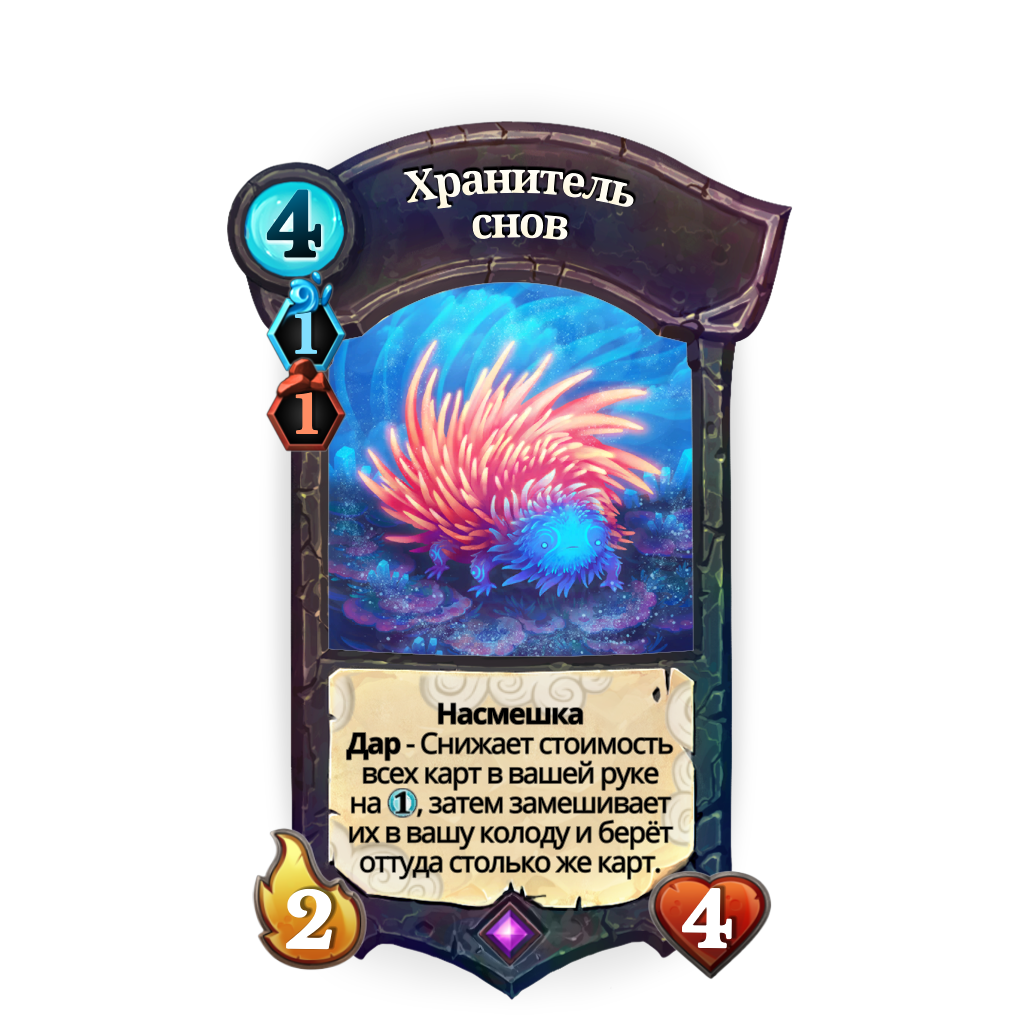 Хранитель
снов
4
1
1
Насмешка
Дар - Снижает стоимость
всех карт в вашей руке
на 1, затем замешивает
их в вашу колоду и берёт
оттуда столько же карт.
2
4